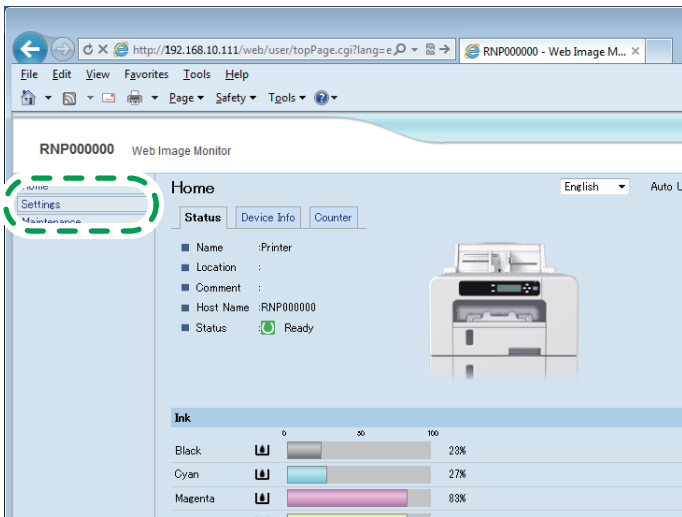 http://192.168.10.111/web/user/topPage.cgi?lang=e
RNP000000 - Web Image M...
File Edit View Favorites Tools Help
Page Safety Tools
RNP000000 Web Image Monitor
Home
Settings
Maintenance
Home
English Auto U
Status Device Info Counter
Name :Printer
Location :
Comment :
Host Name :RNP000000
Status : Ready
Ink
0 50 100
Black 23%
Cyan 27%
Magenta 83%